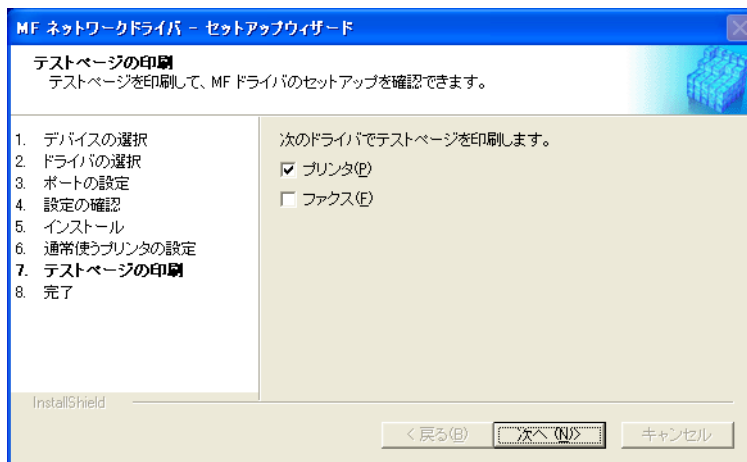 MF ネットワークドライバ - セットアップウィザード
テストページの印刷
テストページを印刷して、MF ドライバのセットアップを確認できます。
1. デバイスの選択
2. ドライバの選択
3. ポートの設定
4. 設定の確認
5. インストール
6. 通常使うプリンタの設定
7. テストページの印刷
8. 完了
次のドライバでテストページを印刷します。
プリンタ(P)
ファクス(F)
InstallShield
< 戻る(B)
次へ (N)>
キャンセル